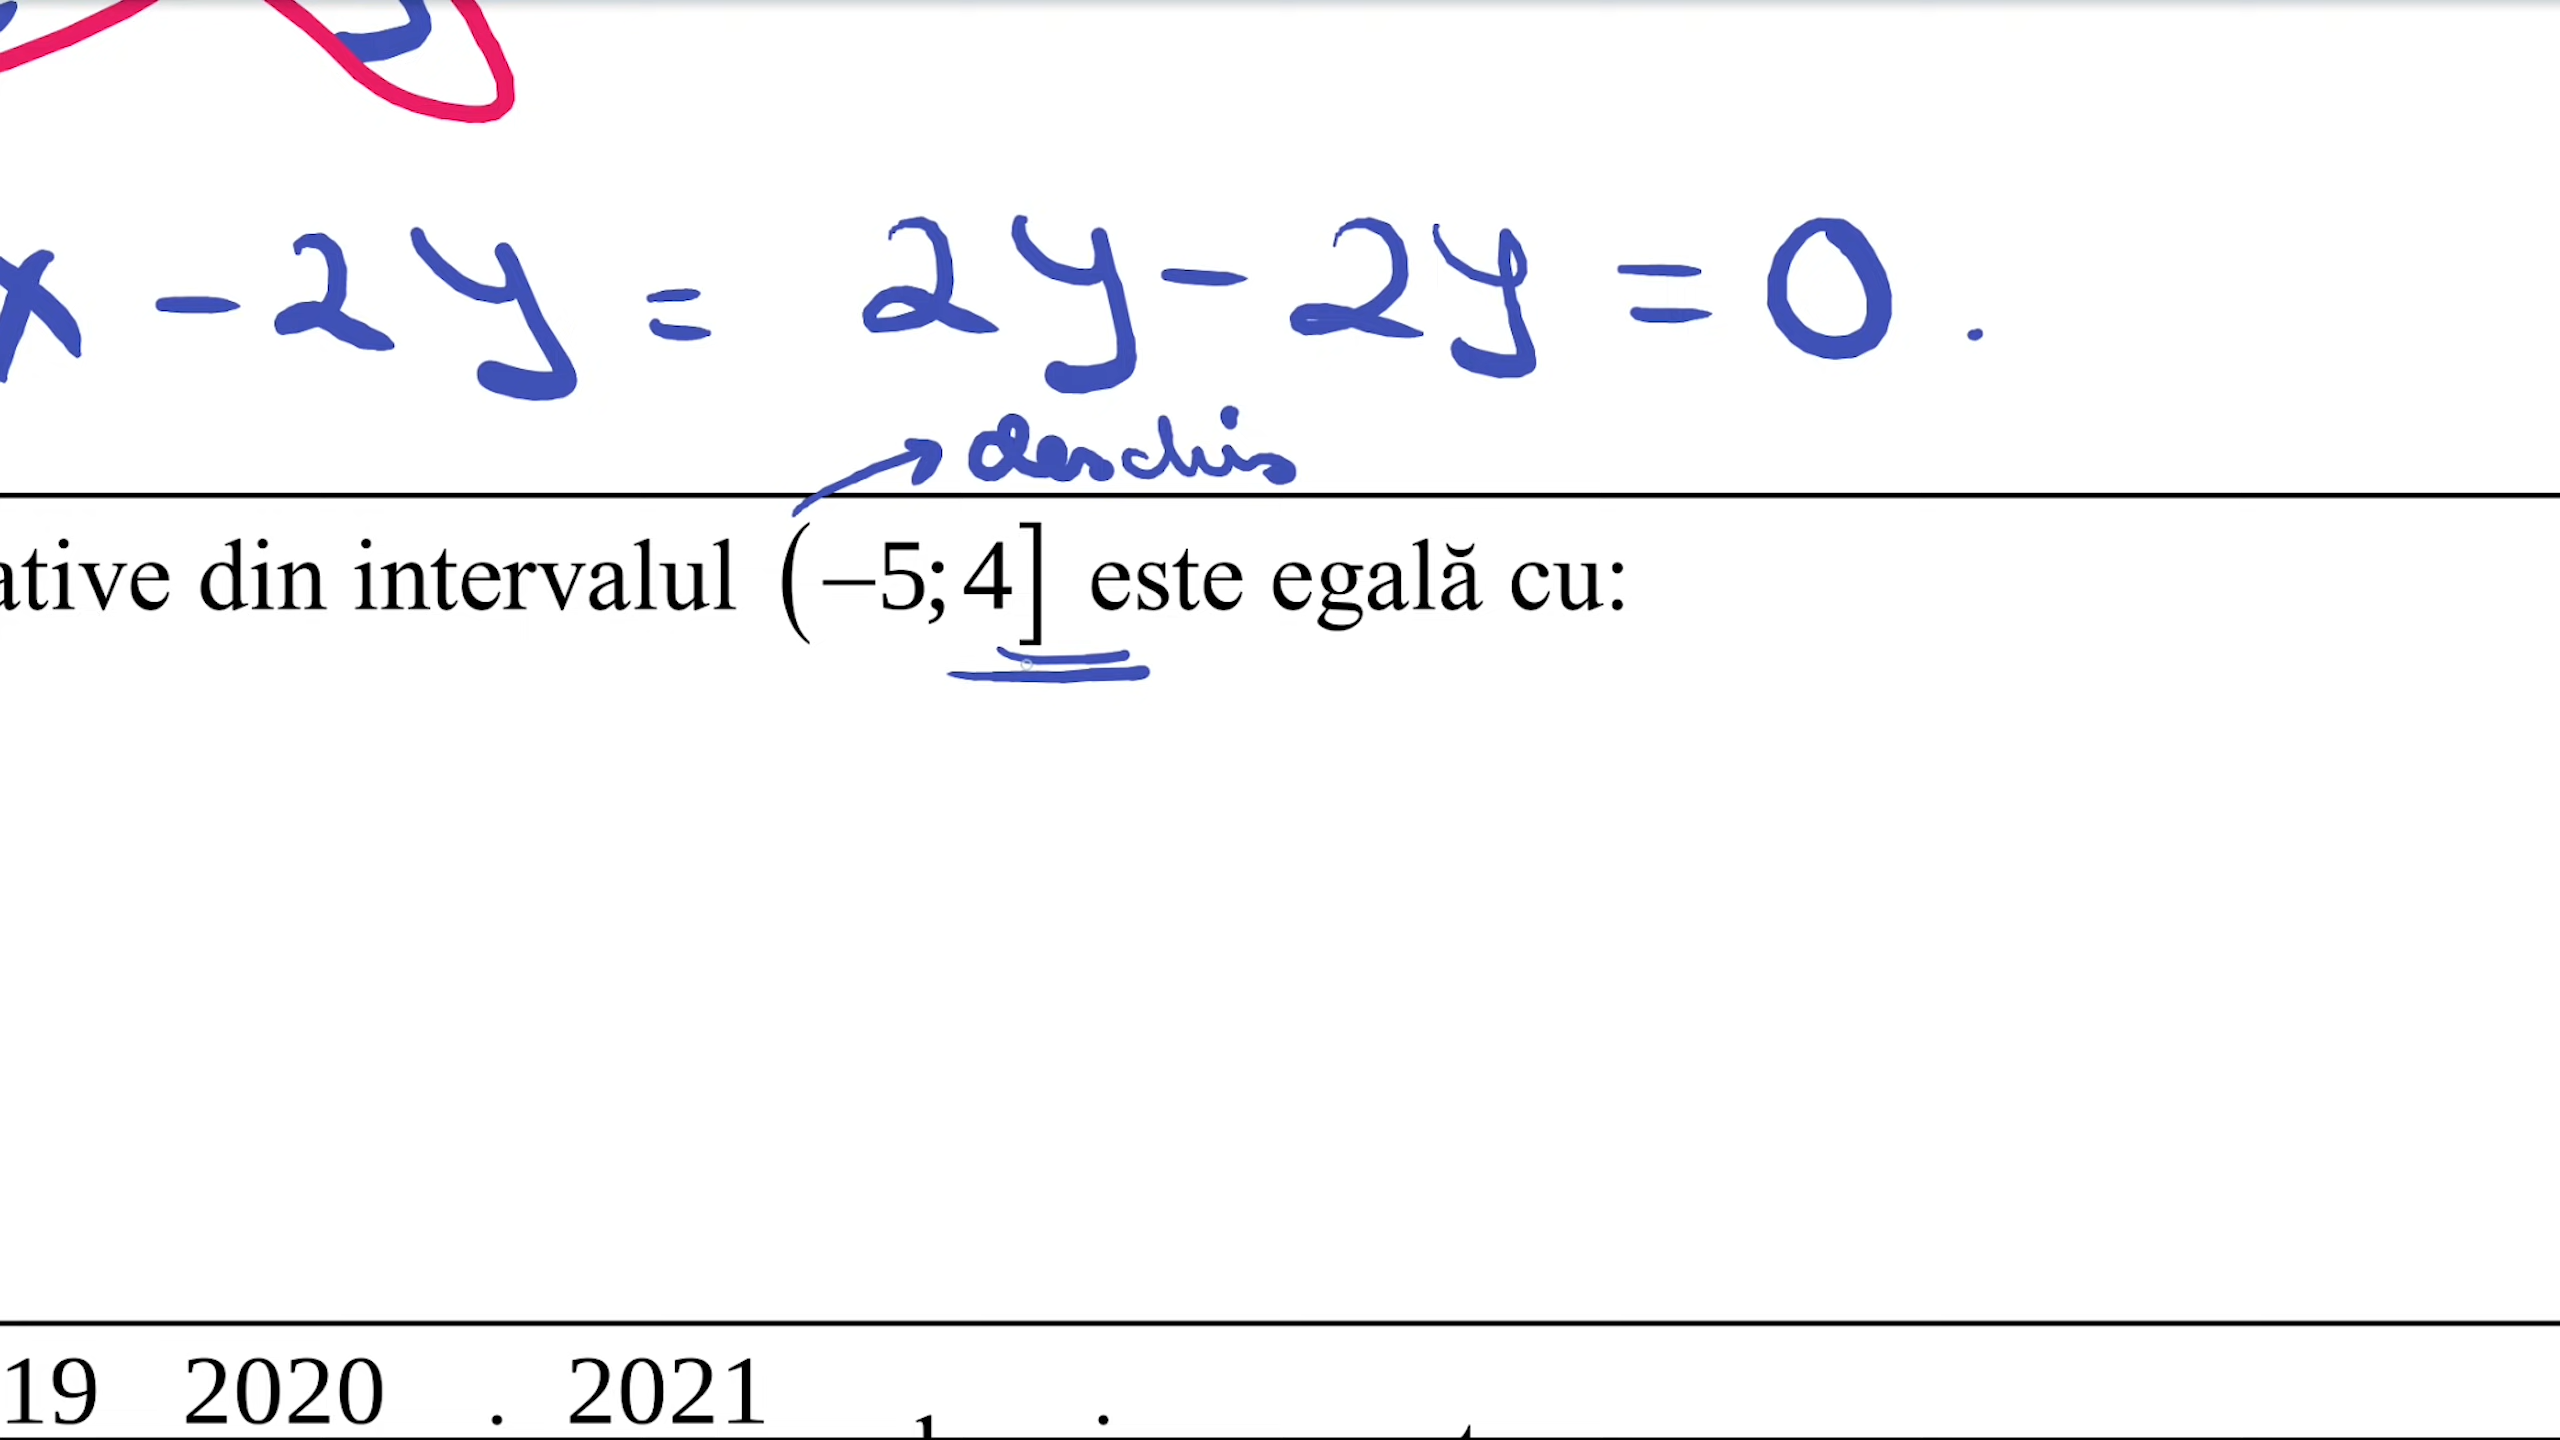 x - 2y = 2y - 2y = 0.
deschis
ative din intervalul (–5; 4] este egală cu:
19 2020 . 2021 .